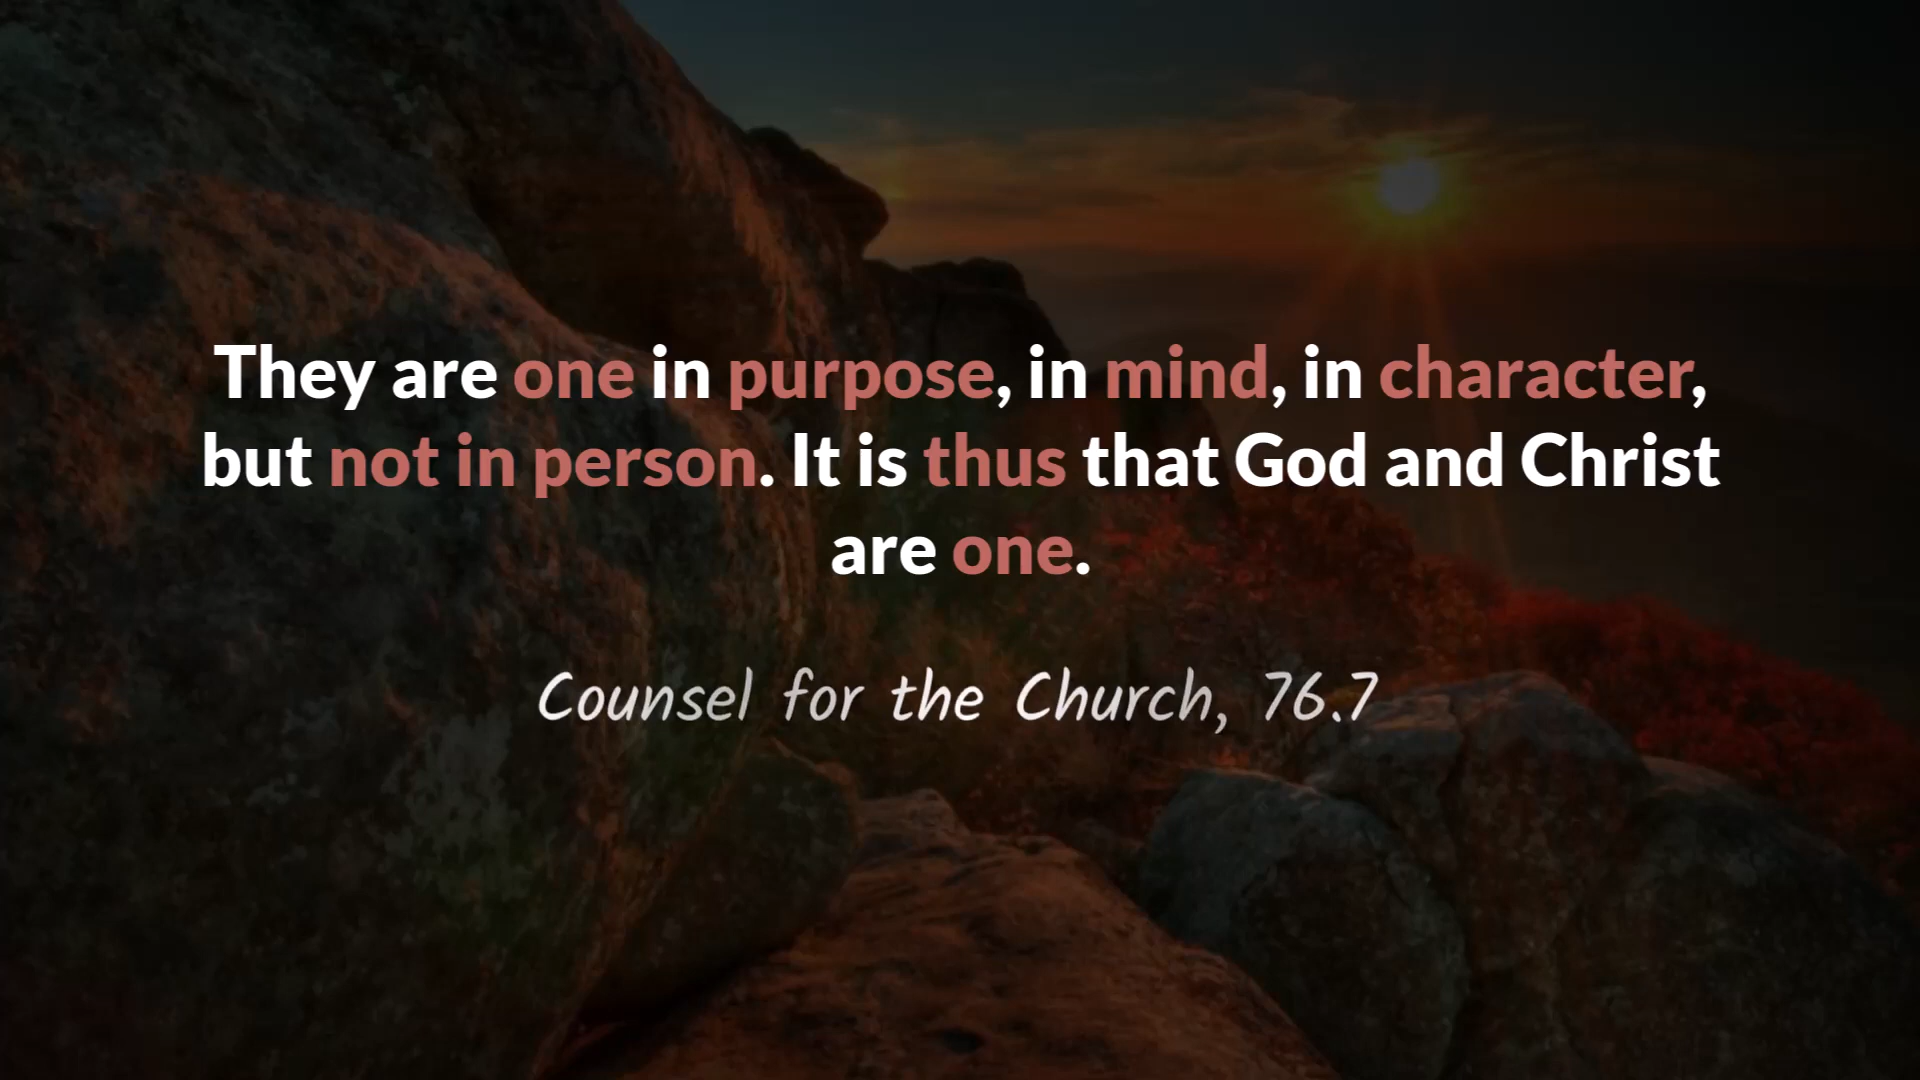 They are one in purpose, in mind, in character,
but not in person. It is thus that God and Christ
are one.
Counsel for the Church, 76.7